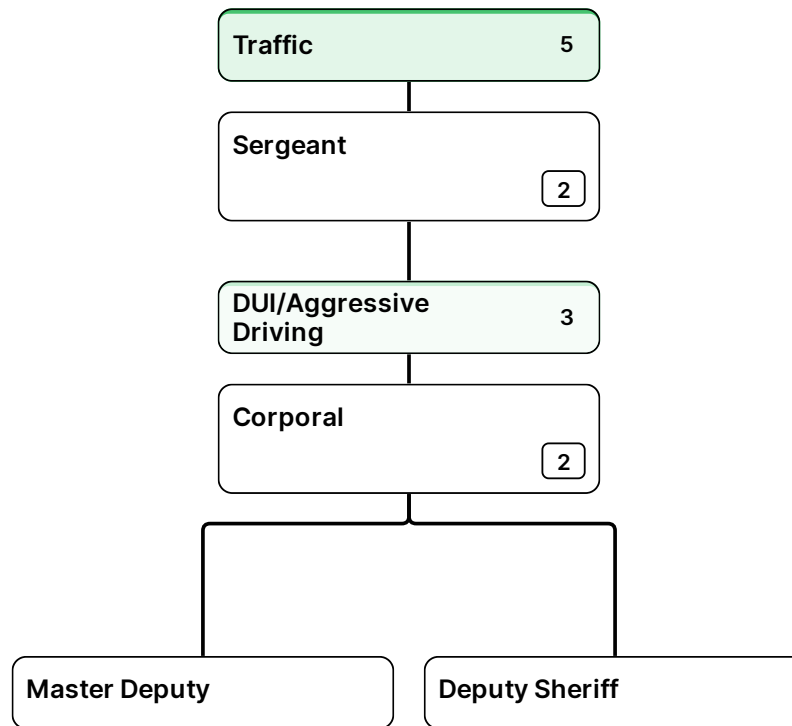 Traffic 5
Sergeant
2
DUI/Aggressive
Driving 3
Corporal
2
Master Deputy
Deputy Sheriff